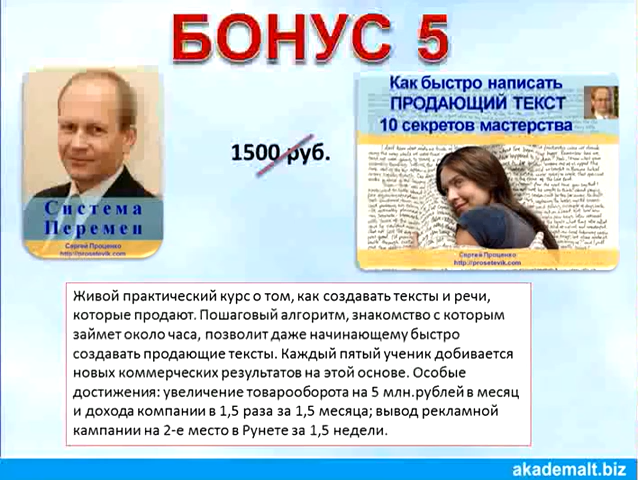 БОНУС 5
Система
Перемен
Сергей Проценко
http://prosetevik.com
1500 руб.
Как быстро написать
ПРОДАЮЩИЙ ТЕКСТ
10 секретов мастерства
Сергей Проценко
http://prosetevik.com
Живой практический курс о том, как создавать тексты и речи,
которые продают. Пошаговый алгоритм, знакомство с которым
займет около часа, позволит даже начинающему быстро
создавать продающие тексты. Каждый пятый ученик добивается
новых коммерческих результатов на этой основе. Особые
достижения: увеличение товарооборота на 5 млн.рублей в месяц
и дохода компании в 1,5 раза за 1,5 месяца; вывод рекламной
кампании на 2-е место в Рунете за 1,5 недели.
akademalt.biz